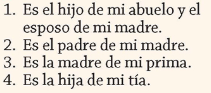 1. Es el hijo de mi abuelo y el
esposo de mi madre.
2. Es el padre de mi madre.
3. Es la madre de mi prima.
4. Es la hija de mi tía.